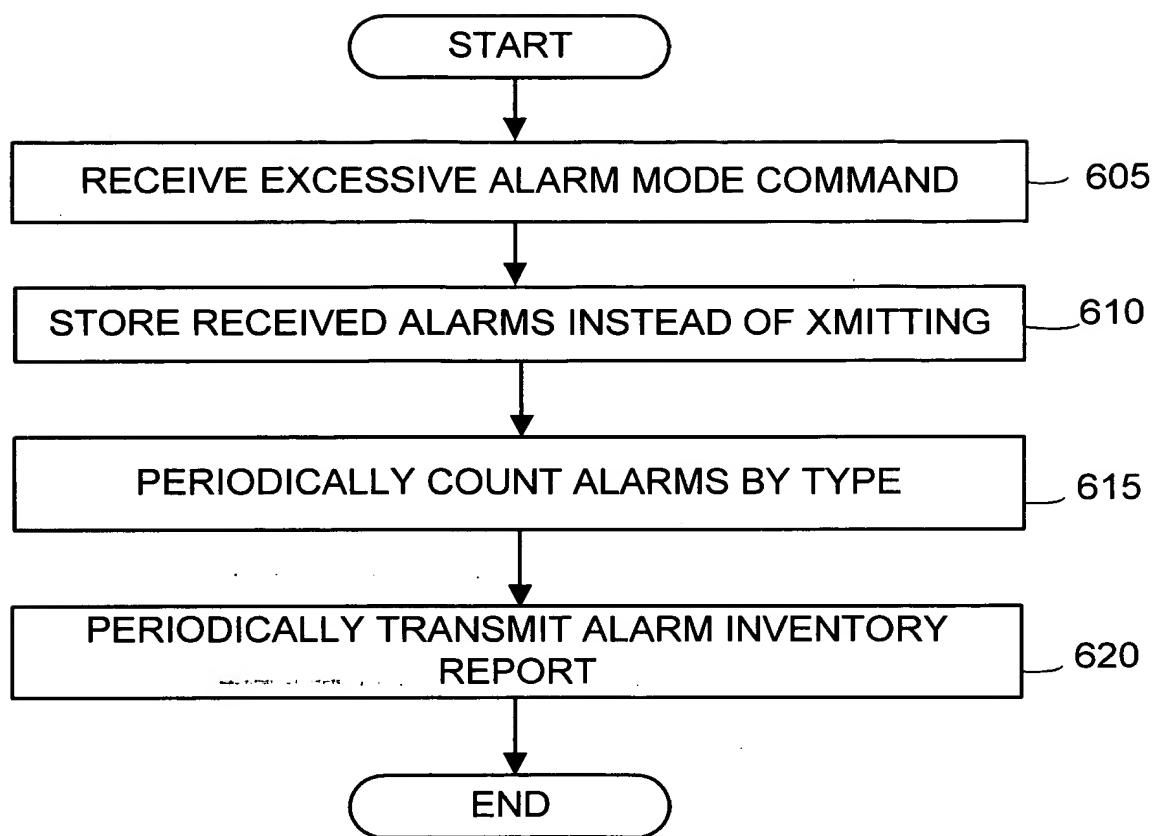 START
RECEIVE EXCESSIVE ALARM MODE COMMAND
605
STORE RECEIVED ALARMS INSTEAD OF XMITTING
610
PERIODICALLY COUNT ALARMS BY TYPE
615
PERIODICALLY TRANSMIT ALARM INVENTORY
REPORT
620
END